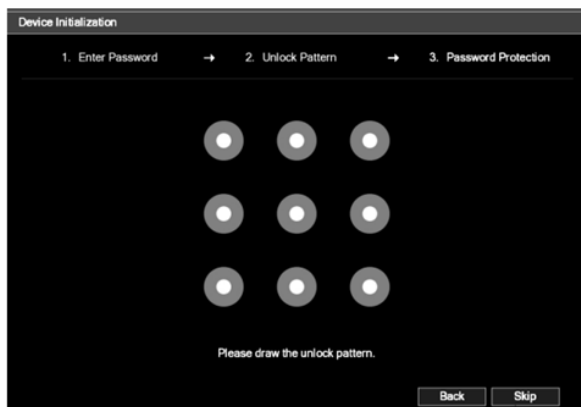 Device Initialization
1. Enter Password → 2. Unlock Pattern → 3. Password Protection
Please draw the unlock pattern.
Back Skip